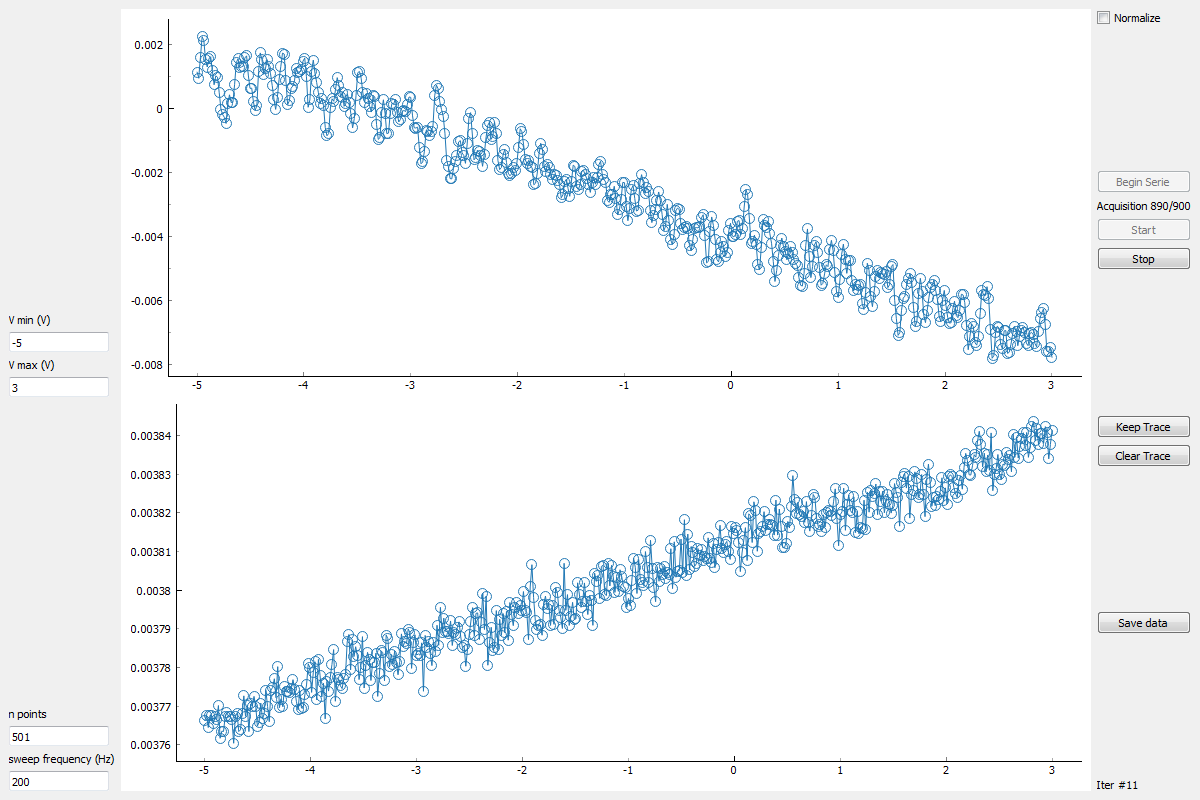 Normalize
0.002
0
-0.002
-0.004
-0.006
-0.008
-5 -4 -3 -2 -1 0 1 2 3
Begin Serie
Acquisition 890/900
Start
Stop
V min (V)
-5
V max (V)
3
0.00384
0.00383
0.00382
0.00381
0.0038
0.00379
0.00378
0.00377
0.00376
-5 -4 -3 -2 -1 0 1 2 3
Keep Trace
Clear Trace
Save data
n points
501
sweep frequency (Hz)
200
Iter #11